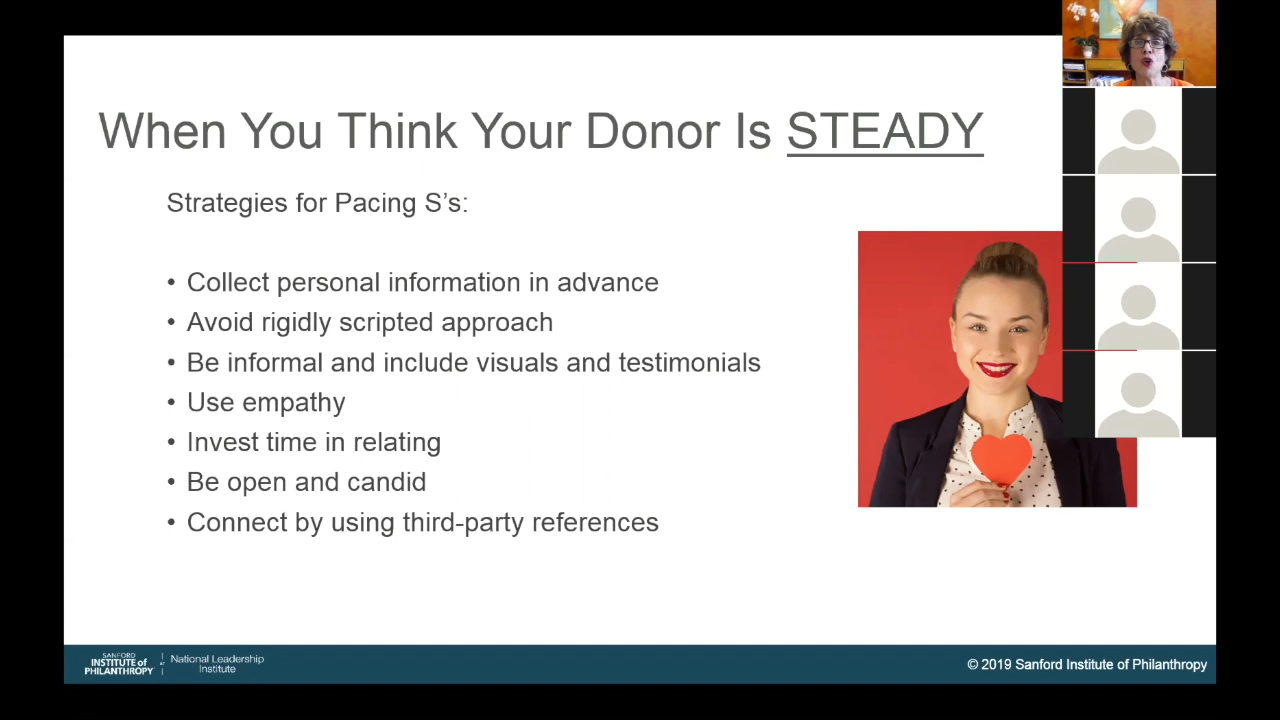 When You Think Your Donor Is STEADY
Strategies for Pacing S’s:
• Collect personal information in advance
• Avoid rigidly scripted approach
• Be informal and include visuals and testimonials
• Use empathy
• Invest time in relating
• Be open and candid
• Connect by using third-party references
SANFORD
INSTITUTE of
PHILANTHROPY
AT
National Leadership
Institute
© 2019 Sanford Institute of Philanthropy